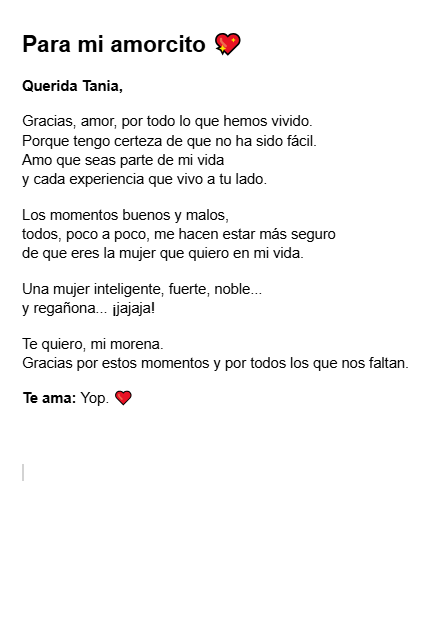 Para mi amorcito 💖
Querida Tania,
Gracias, amor, por todo lo que hemos vivido.
Porque tengo certeza de que no ha sido fácil.
Amo que seas parte de mi vida
y cada experiencia que vivo a tu lado.
Los momentos buenos y malos,
todos, poco a poco, me hacen estar más seguro
de que eres la mujer que quiero en mi vida.
Una mujer inteligente, fuerte, noble...
y regañona... ¡jajaja!
Te quiero, mi morena.
Gracias por estos momentos y por todos los que nos faltan.
Te ama: Yop. ❤️